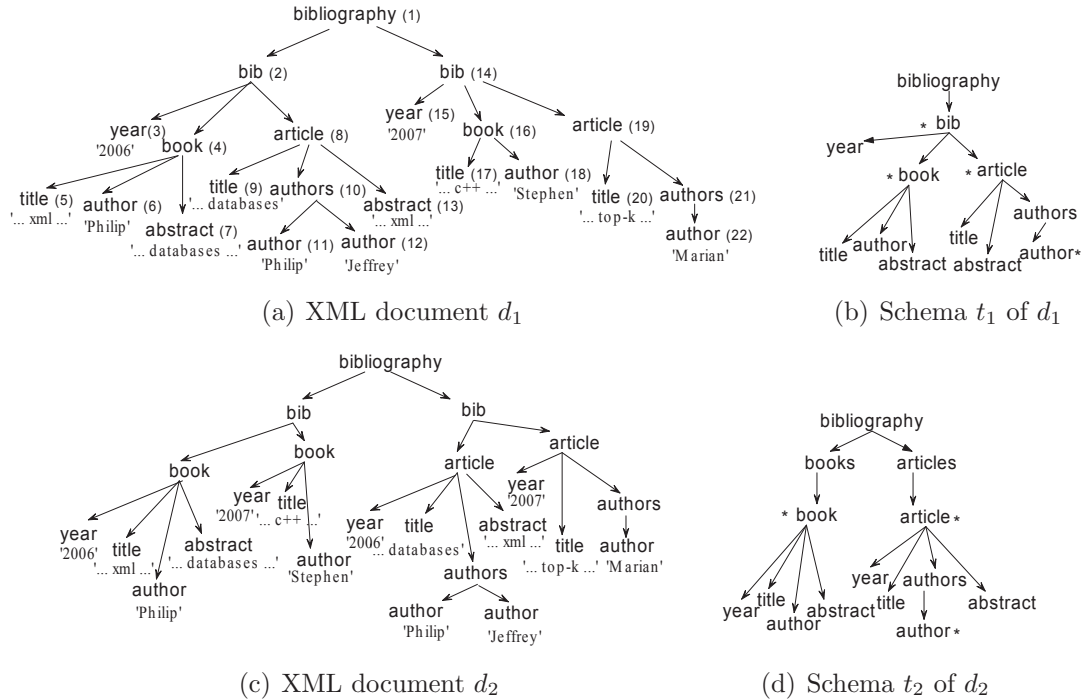 bibliography (1)
bib (2)
bib (14)
year(3)
'2006'
book (4)
article (8)
year (15)
'2007'
book (16)
article (19)
title (5)
'... xml ...'
author (6)
'Philip'
abstract (7)
'... databases ...'
title (9)
'... databases'
authors (10)
abstract (13)
'... xml ...'
author (11)
'Philip'
author (12)
'Jeffrey'
title (17)
'... c++ ...'
author (18)
'Stephen'
title (20)
'... top-k ...'
authors (21)
author (22)
'Marian'
(a) XML document d1
bibliography
* bib
year
* book
* article
title
author
abstract
title
abstract
authors
author*
(b) Schema t1 of d1
bibliography
bib
bib
book
book
article
article
year
'2006'
title
'... xml ...'
author
'Philip'
abstract
'... databases ...'
year
'2007'
title
'... c++ ...'
author
'Stephen'
year
'2006'
title
'... databases'
authors
abstract
'... xml ...'
author
'Philip'
author
'Jeffrey'
year
'2007'
title
'... top-k ...'
authors
author
'Marian'
(c) XML document d2
bibliography
books
articles
* book
article *
year
title
author
abstract
year
title
authors
abstract
author *
(d) Schema t2 of d2